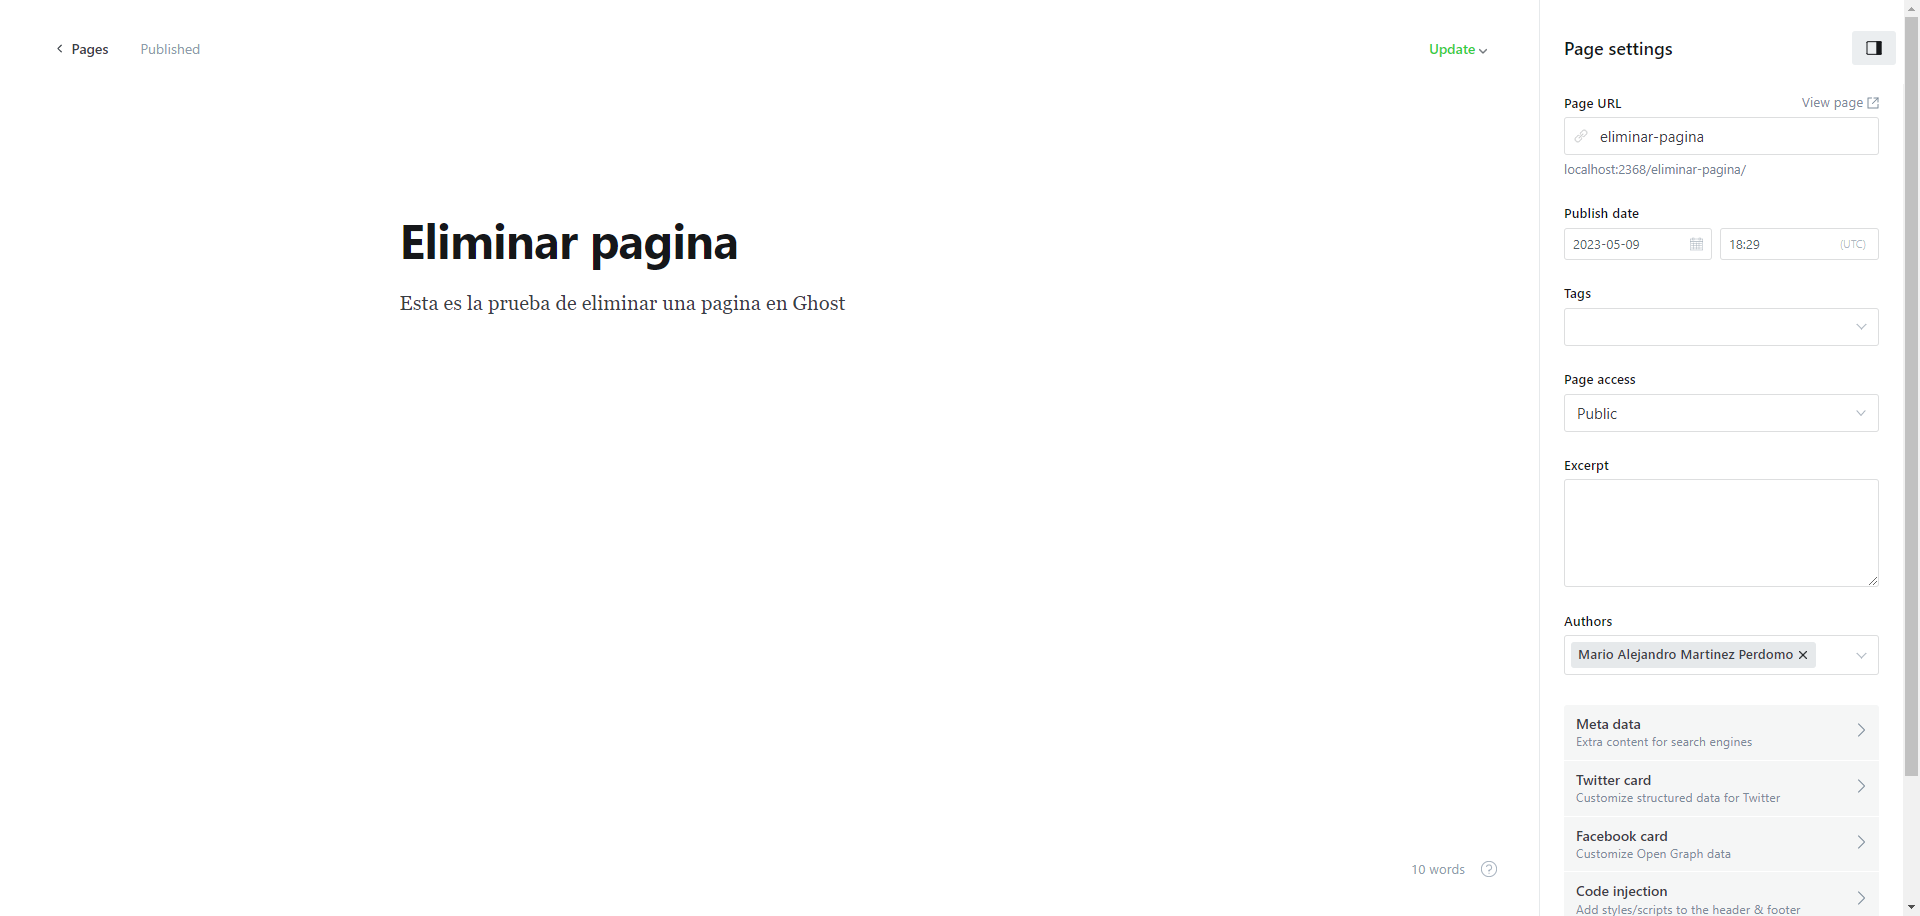 Pages
Published
Update
Page settings
Page URL
View page
eliminar-pagina
localhost:2368/eliminar-pagina/
Publish date
2023-05-09
18:29
(UTC)
Eliminar pagina
Esta es la prueba de eliminar una pagina en Ghost
Tags
Page access
Public
Excerpt
Authors
Mario Alejandro Martinez Perdomo
Meta data
Extra content for search engines
Twitter card
Customize structured data for Twitter
Facebook card
Customize Open Graph data
10 words
?
Code injection
Add styles/scripts to the header & footer